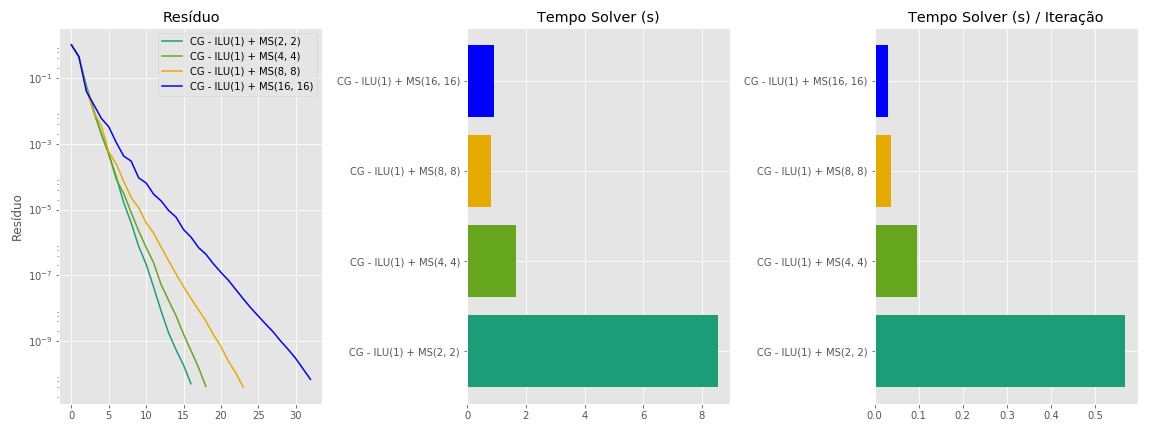 Resíduo
CG - ILU(1) + MS(2, 2)
CG - ILU(1) + MS(4, 4)
CG - ILU(1) + MS(8, 8)
CG - ILU(1) + MS(16, 16)
Resíduo
10⁻¹
10⁻³
10⁻⁵
10⁻⁷
10⁻⁹
0 5 10 15 20 25 30
Tempo Solver (s)
CG - ILU(1) + MS(16, 16)
CG - ILU(1) + MS(8, 8)
CG - ILU(1) + MS(4, 4)
CG - ILU(1) + MS(2, 2)
0 2 4 6 8
Tempo Solver (s) / Iteração
CG - ILU(1) + MS(16, 16)
CG - ILU(1) + MS(8, 8)
CG - ILU(1) + MS(4, 4)
CG - ILU(1) + MS(2, 2)
0.0 0.1 0.2 0.3 0.4 0.5